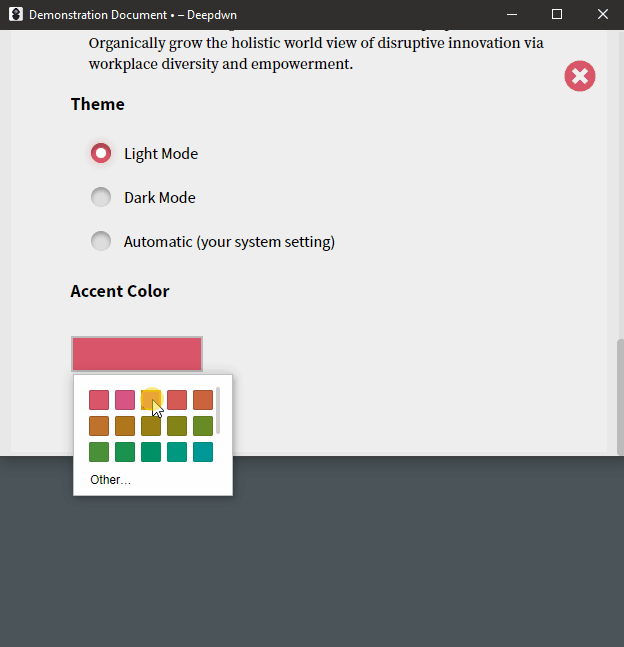 Demonstration Document • – Deepdwn
Organically grow the holistic world view of disruptive innovation via
workplace diversity and empowerment.
Theme
Light Mode
Dark Mode
Automatic (your system setting)
Accent Color
Other...